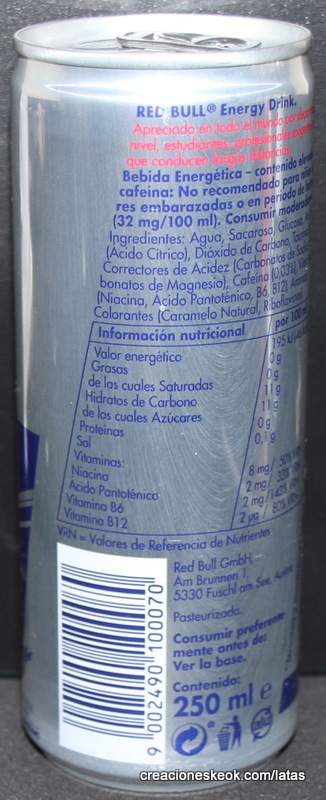 RED BULL® Energy Drink.
Apreciado en todo el mundo por
nivel, estudiantes, profesionales
que conducen largas distancias.
Bebida Energética – contenido
cafeína: No recomendado para
res embarazadas o en período de
(32 mg/100 ml). Consumir
Ingredientes: Agua, Sacarosa, Glucosa,
(Ácido Cítrico), Dióxido de Carbono,
Correctores de Acidez (Carbonatos de Sodio,
bonatos de Magnesio), Cafeína (0,03%),
(Niacina, Ácido Pantoténico, B6, B12),
Colorantes (Caramelo Natural, Riboflavina)
Información nutricional por 100 ml
Valor energético 195 kJ
Grasas 0 g
de las cuales Saturadas 0 g
Hidratos de Carbono 11 g
de los cuales Azúcares 11 g
Proteínas 0 g
Sal 0,1 g
Vitaminas:
Niacina 8 mg / 50%
Ácido Pantoténico 2 mg / 33%
Vitamina B6 2 mg / 140%
Vitamina B12 2 µg / 80%
VRN = Valores de Referencia de Nutrientes
Red Bull GmbH,
Am Brunnen 1,
5330 Fuschl am See, Austria
Pasteurizado.
Consumir preferente-
mente antes de:
Ver la base.
Contenido:
250 ml e
9 002490 100070
creacioneskeok.com/latas